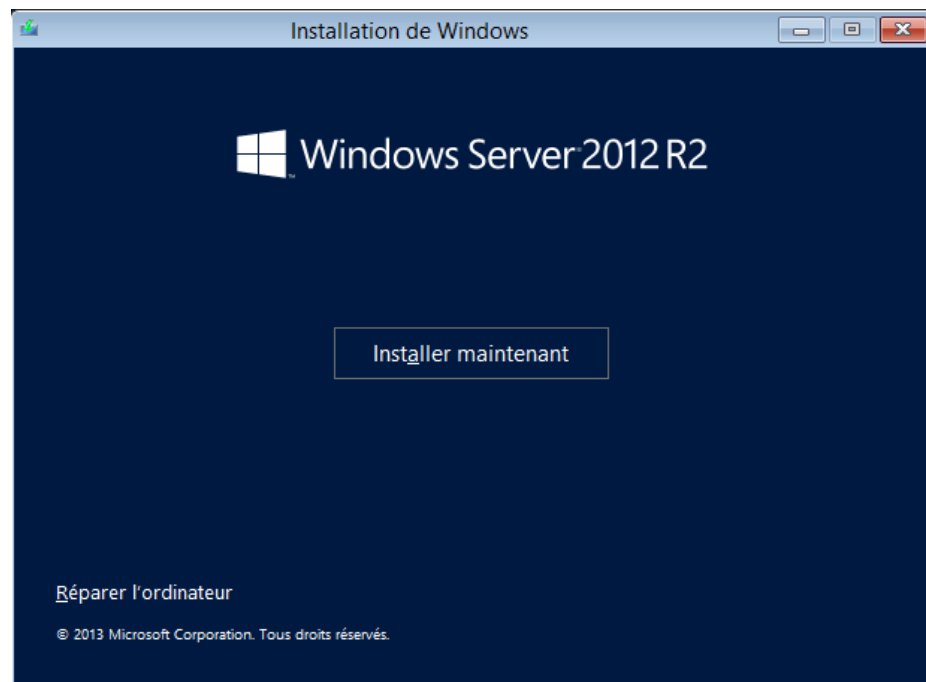 Installation de Windows
Windows Server 2012 R2
Installer maintenant
Réparer l'ordinateur
© 2013 Microsoft Corporation. Tous droits réservés.